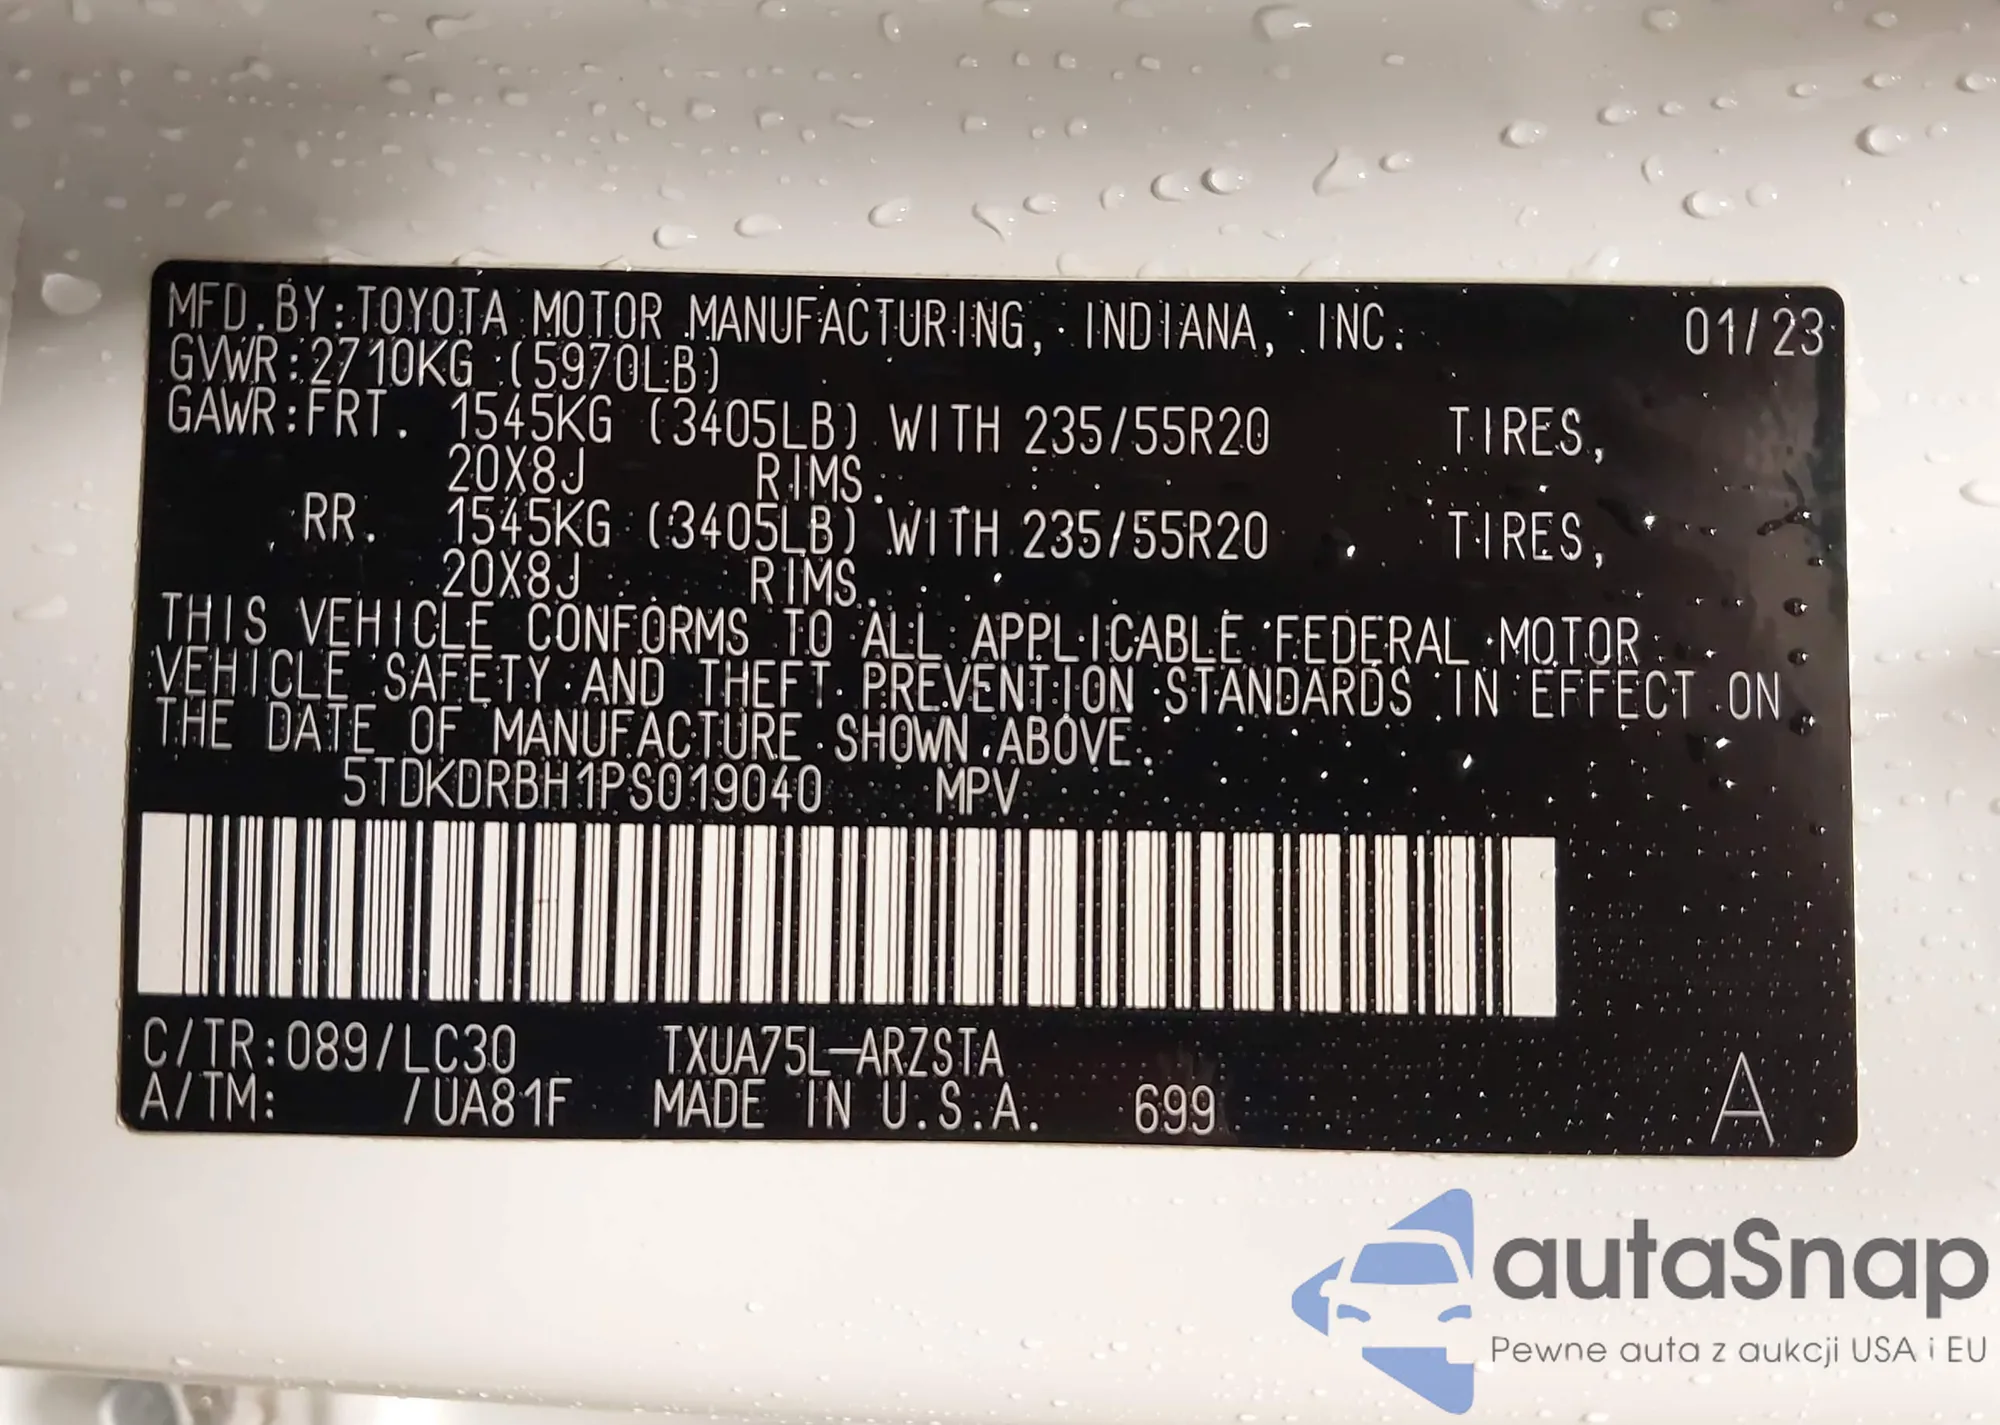 MFD.BY:TOYOTA MOTOR MANUFACTURING, INDIANA, INC. 01/23
GVWR:2710KG (5970LB)
GAWR:FRT. 1545KG (3405LB) WITH 235/55R20 TIRES,
20X8J RIMS.
RR. 1545KG (3405LB) WITH 235/55R20 TIRES,
20X8J RIMS.
THIS VEHICLE CONFORMS TO ALL APPLICABLE FEDERAL MOTOR
VEHICLE SAFETY AND THEFT PREVENTION STANDARDS IN EFFECT ON
THE DATE OF MANUFACTURE SHOWN ABOVE.
5TDKDRBH1PS019040 MPV
C/TR:089/LC30 TXUA75L-ARZSTA
A/TM: /UA81F MADE IN U.S.A. 699 A
autaSnap
Pewne auta z aukcji USA i EU